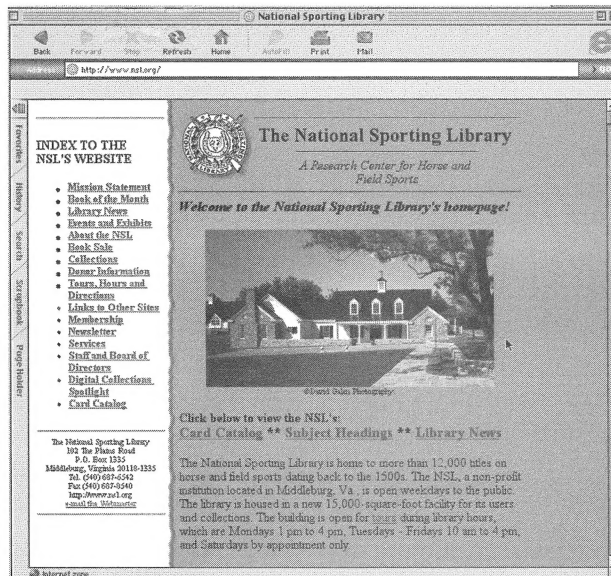 National Sporting Library
Back Forward Stop Refresh Home AutoFill Print Mail
http://www.nsl.org/
Favorites
History
Search
Scrapbook
Page Holder
INDEX TO THE
NSL'S WEBSITE
Mission Statement
Book of the Month
Library News
Events and Exhibits
About the NSL
Book Sale
Collections
Donor Information
Tours, Hours and
Directions
Links to Other Sites
Membership
Newsletter
Services
Staff and Board of
Directors
Digital Collections
Spotlight
Card Catalog
The National Sporting Library
102 The Plains Road
P.O. Box 1335
Middleburg, Virginia 20118-1335
Tel. (540) 687-6542
Fax (540) 687-8540
http://www.nsl.org
e-mail the Webmaster
The National Sporting Library
A Research Center for Horse and
Field Sports
Welcome to the National Sporting Library's homepage!
©David Galen Photography
Click below to view the NSL's:
Card Catalog ** Subject Headings ** Library News
The National Sporting Library is home to more than 12,000 titles on
horse and field sports dating back to the 1500s. The NSL, a non-profit
institution located in Middleburg, Va., is open weekdays to the public.
The library is housed in a new 15,000-square-foot facility for its users
and collections. The building is open for tours during library hours,
which are Mondays 1 pm to 4 pm, Tuesdays - Fridays 10 am to 4 pm,
and Saturdays by appointment only.
Internet zone